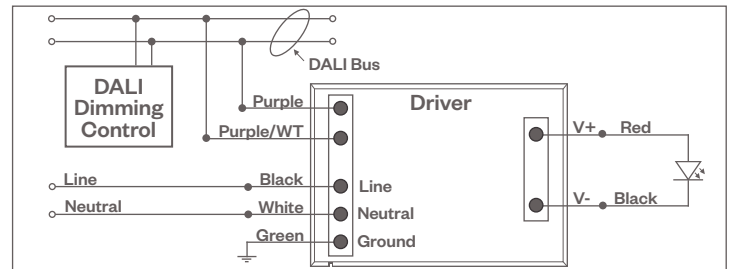 DALI Bus
DALI
Dimming
Control
Purple
Driver
Purple/WT
V+ Red
Line Black Line
Neutral White Neutral
V- Black
Green Ground